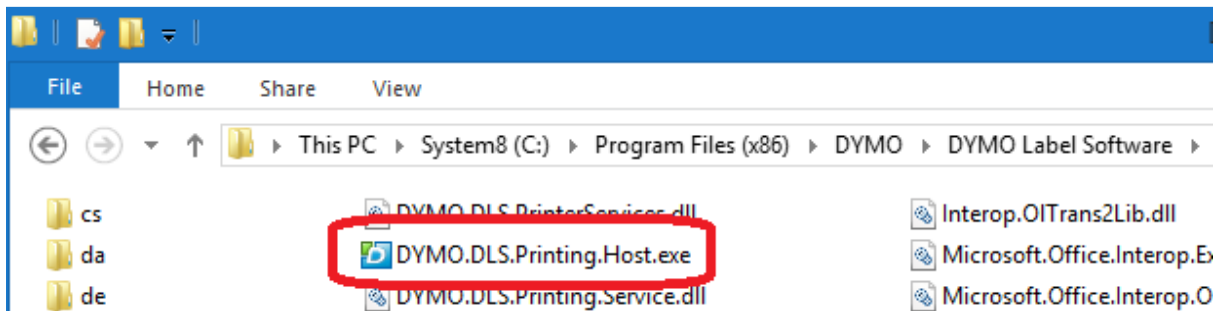 File Home Share View
This PC System8 (C:) Program Files (x86) DYMO DYMO Label Software
cs DYMO.DLS.PrinterServices.dll Interop.OlTrans2Lib.dll
da DYMO.DLS.Printing.Host.exe Microsoft.Office.Interop.Ex
de DYMO.DLS.Printing.Service.dll Microsoft.Office.Interop.O